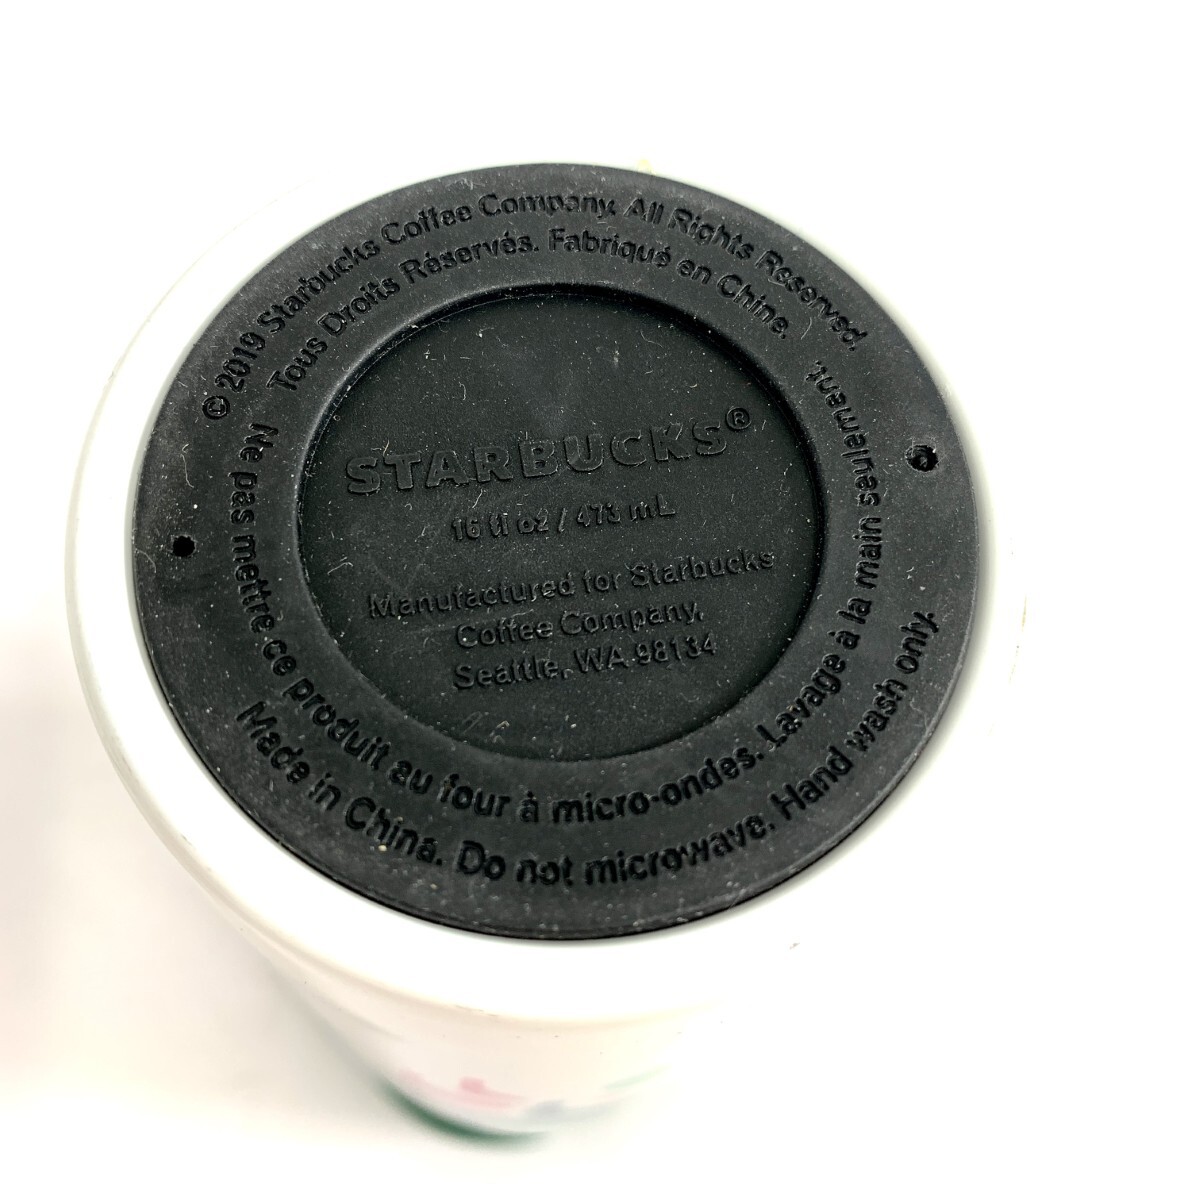 © 2019 Starbucks Coffee Company. All Rights Reserved.
Tous Droits Réservés. Fabriqué en Chine.
Ne pas mettre ce produit au four à micro-ondes. Lavage à la main seulement.
Made in China. Do not microwave. Hand wash only.
STARBUCKS®
16 fl oz / 473 mL
Manufactured for Starbucks
Coffee Company,
Seattle, WA 98134